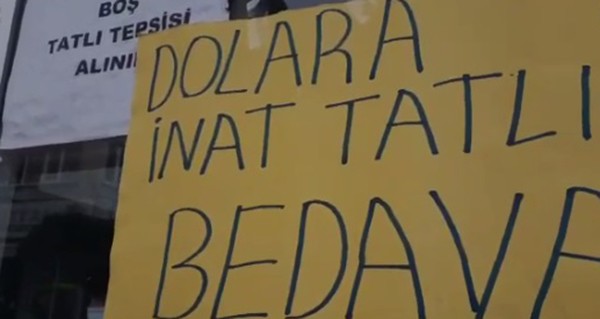 BOŞ
TATLI TEPSİSİ
DOLARA
İNAT TATLI
BEDAVA